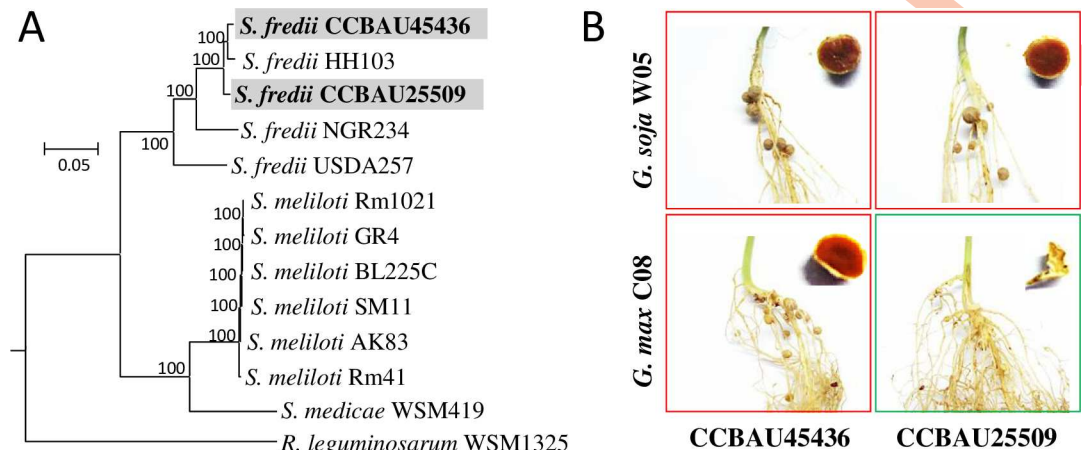 A
S. fredii CCBAU45436
100
100
S. fredii HH103
S. fredii CCBAU25509
100
S. fredii NGR234
100
0.05
S. fredii USDA257
S. meliloti Rm1021
100
S. meliloti GR4
100
S. meliloti BL225C
100
S. meliloti SM11
100
S. meliloti AK83
100
S. meliloti Rm41
100
S. medicae WSM419
R. leguminosarum WSM1325
B
G. soja W05
G. max C08
CCBAU45436
CCBAU25509